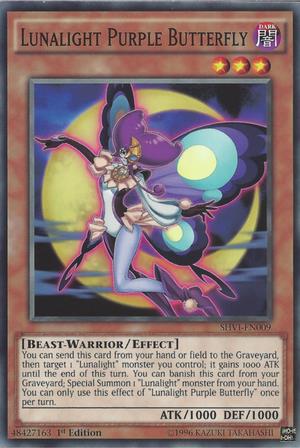 LUNALIGHT PURPLE BUTTERFLY
DARK
闇
SHVI-EN009
[BEAST-WARRIOR/EFFECT]
You can send this card from your hand or field to the Graveyard,
then target 1 "Lunalight" monster you control; it gains 1000 ATK
until the end of this turn. You can banish this card from your
Graveyard; Special Summon 1 "Lunalight" monster from your hand.
You can only use this effect of "Lunalight Purple Butterfly" once
per turn.
ATK/1000 DEF/1000
48427163 1st Edition ©1996 KAZUKI TAKAHASHI